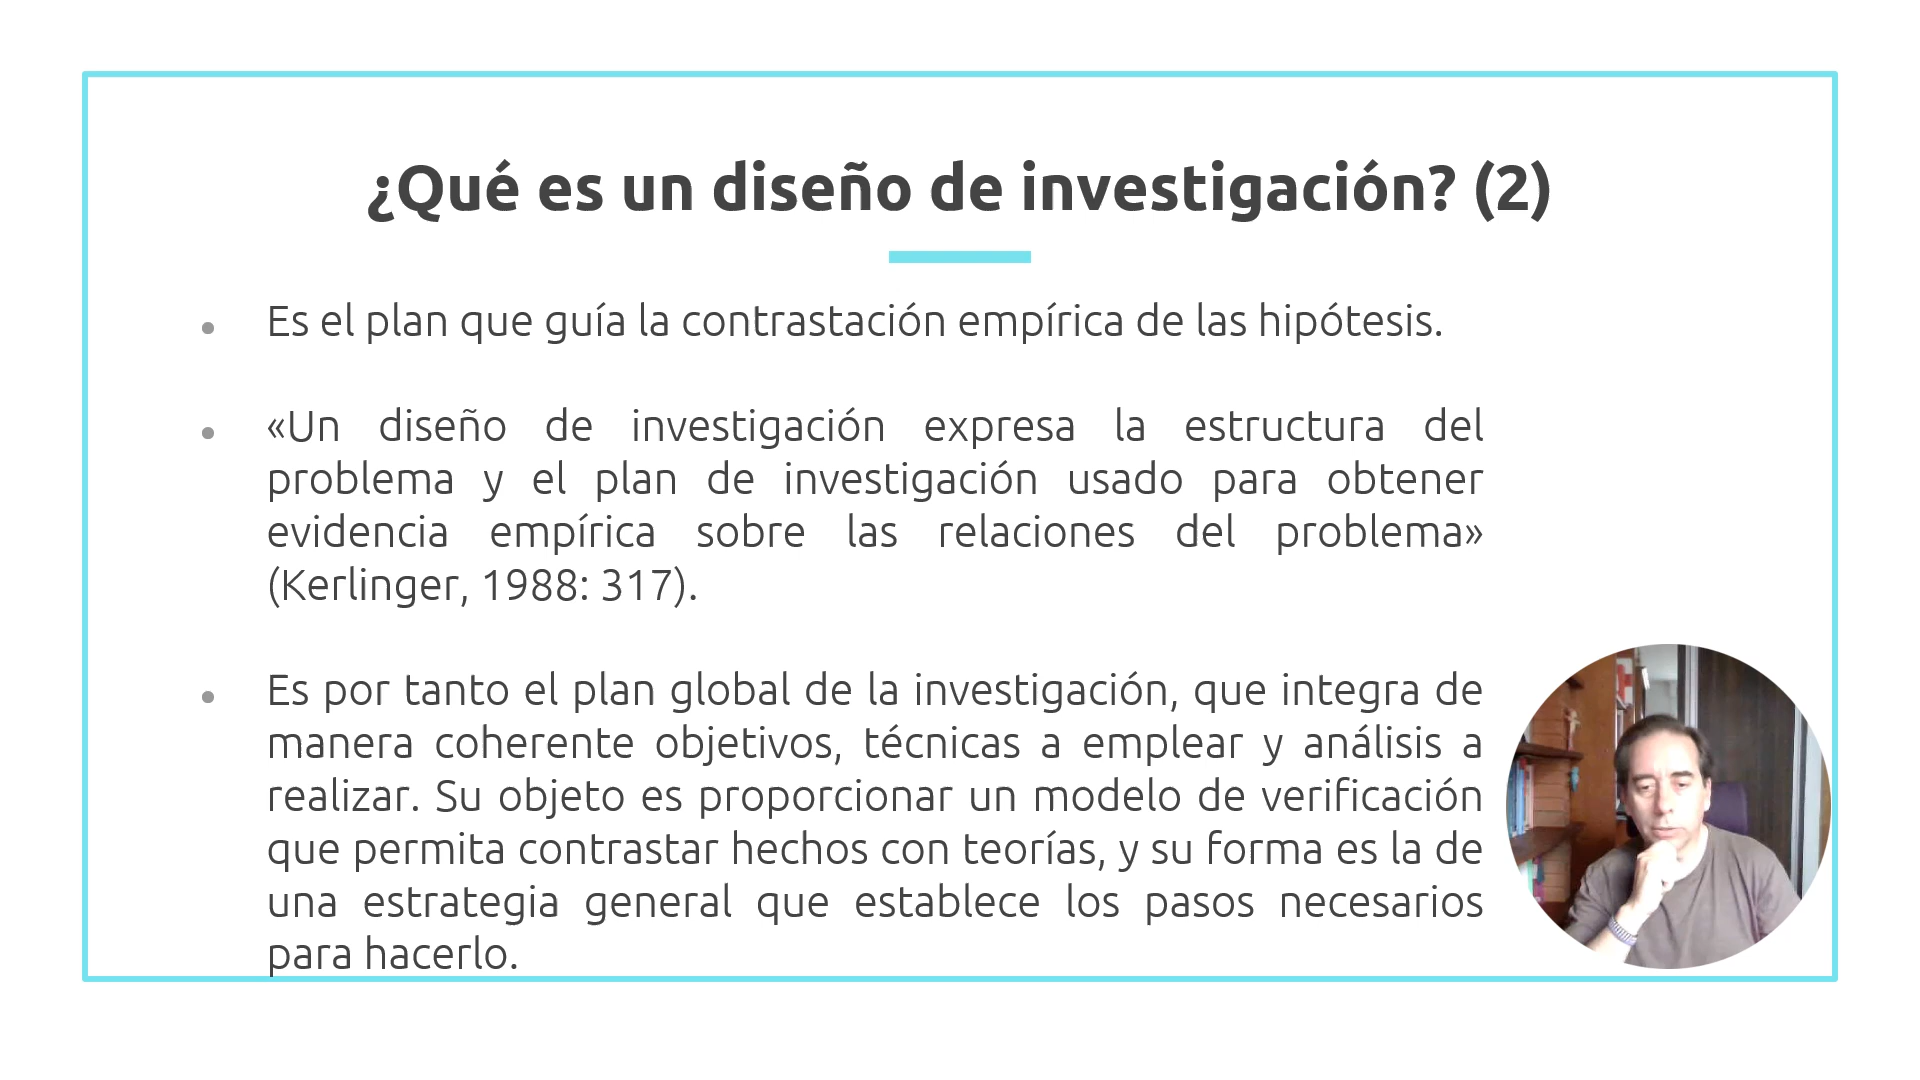 ¿Qué es un diseño de investigación? (2)
• Es el plan que guía la contrastación empírica de las hipótesis.
• «Un diseño de investigación expresa la estructura del
problema y el plan de investigación usado para obtener
evidencia empírica sobre las relaciones del problema»
(Kerlinger, 1988: 317).
• Es por tanto el plan global de la investigación, que integra de
manera coherente objetivos, técnicas a emplear y análisis a
realizar. Su objeto es proporcionar un modelo de verificación
que permita contrastar hechos con teorías, y su forma es la de
una estrategia general que establece los pasos necesarios
para hacerlo.